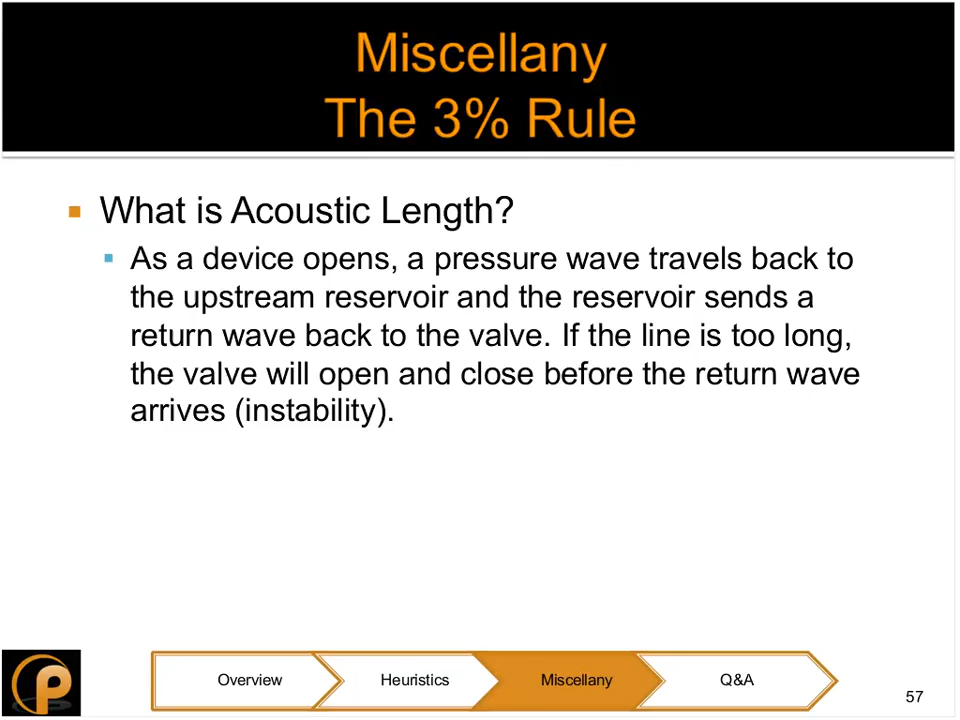 Miscellany
The 3% Rule
What is Acoustic Length?
As a device opens, a pressure wave travels back to
the upstream reservoir and the reservoir sends a
return wave back to the valve. If the line is too long,
the valve will open and close before the return wave
arrives (instability).
P
Overview
Heuristics
Miscellany
Q&A
57